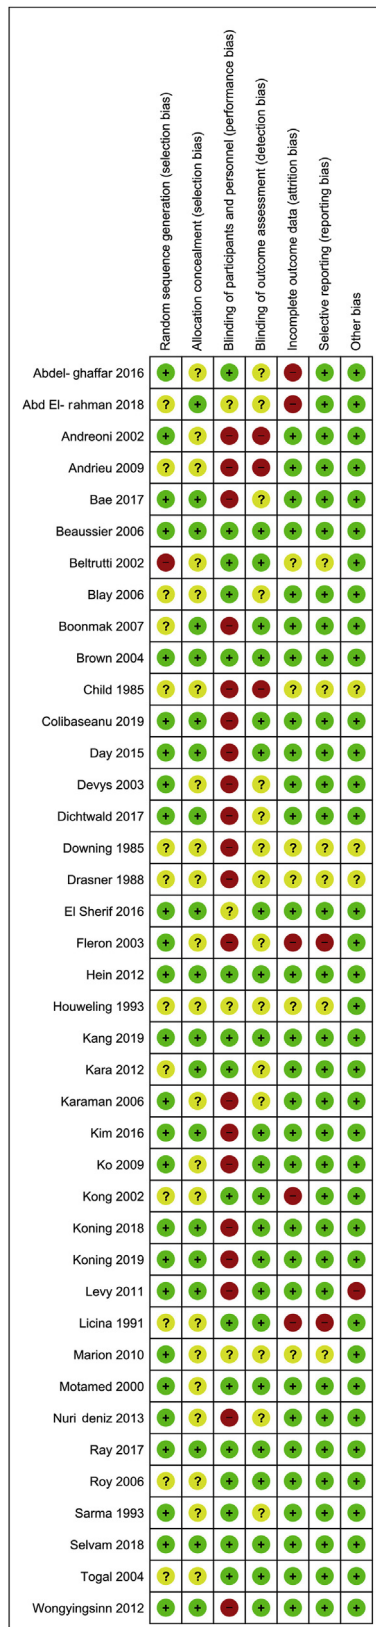 Random sequence generation (selection bias)
Allocation concealment (selection bias)
Blinding of participants and personnel (performance bias)
Blinding of outcome assessment (detection bias)
Incomplete outcome data (attrition bias)
Selective reporting (reporting bias)
Other bias
Abdel- ghaffar 2016 + ? + ? - + +
Abd El- rahman 2018 ? + ? ? - + +
Andreoni 2002 + ? - - + + +
Andrieu 2009 ? ? - - + + +
Bae 2017 + + - ? + + +
Beaussier 2006 + + + + + + +
Beltrutti 2002 - ? + + ? ? +
Blay 2006 ? ? + ? + + +
Boonmak 2007 ? + - + + + +
Brown 2004 + + + + + + +
Child 1985 ? ? - - ? ? ?
Colibaseanu 2019 + + - + + + +
Day 2015 + + - + + + +
Devys 2003 + ? - ? + + +
Dichtwald 2017 + + - ? + + +
Downing 1985 ? ? - ? ? ? ?
Drasner 1988 ? ? - ? ? ? ?
El Sherif 2016 + + ? + + + +
Fleron 2003 + ? - ? - - +
Hein 2012 + + + + + + +
Houweling 1993 ? ? ? ? ? ? +
Kang 2019 + + + + + + +
Kara 2012 ? + + ? + + +
Karaman 2006 + ? - ? + + +
Kim 2016 + + - + + + +
Ko 2009 + ? - + + + +
Kong 2002 ? ? + + - + +
Koning 2018 + + - + + + +
Koning 2019 + + - + + + +
Levy 2011 + + - + + + -
Licina 1991 ? ? + + - - +
Marion 2010 + ? ? ? ? ? +
Motamed 2000 + ? + + + + +
Nuri deniz 2013 + ? - ? + + +
Ray 2017 + + + + + + +
Roy 2006 ? ? + + + + +
Sarma 1993 + ? + ? + + +
Selvam 2018 + + + + + + +
Togal 2004 ? ? + + + + +
Wongyingsinn 2012 + + - + + + +